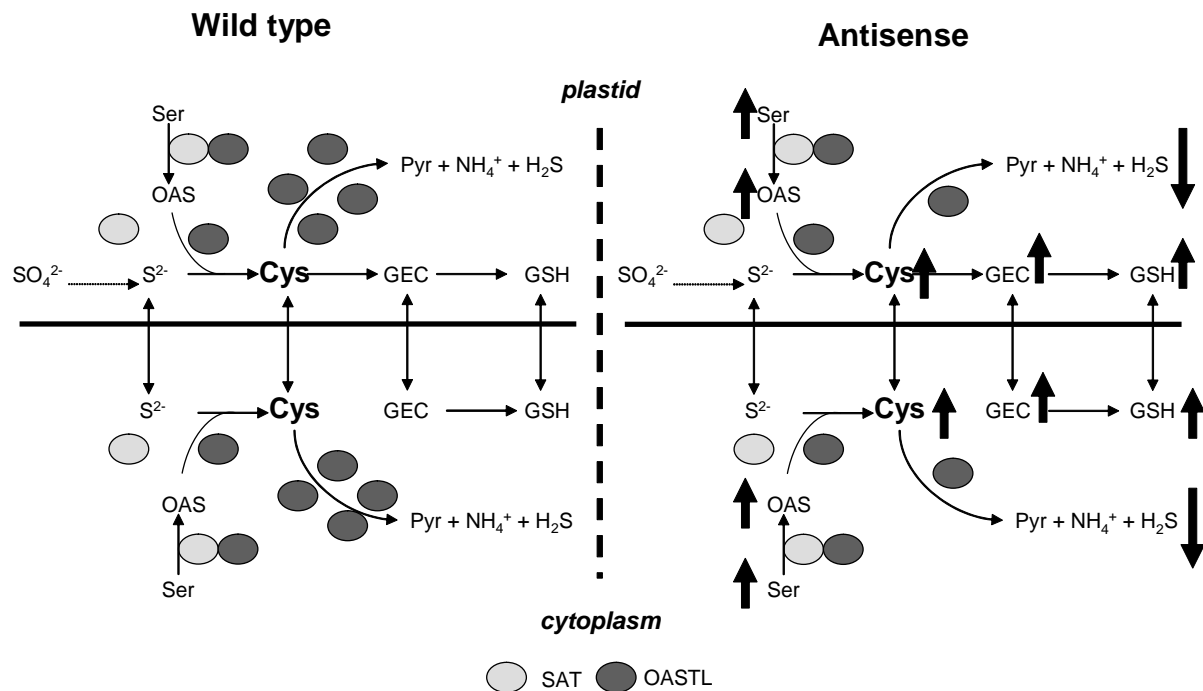 Wild type
Antisense
plastid
Ser
Pyr + NH₄⁺ + H₂S
OAS
SO₄²⁻
S²⁻
Cys
GEC
GSH
S²⁻
Cys
GEC
GSH
OAS
Pyr + NH₄⁺ + H₂S
Ser
Ser
Pyr + NH₄⁺ + H₂S
OAS
SO₄²⁻
S²⁻
Cys
GEC
GSH
S²⁻
Cys
GEC
GSH
OAS
Pyr + NH₄⁺ + H₂S
Ser
cytoplasm
SAT
OASTL